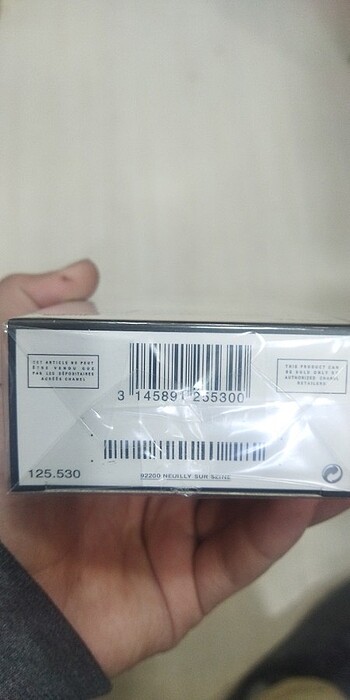 CET ARTICLE NE PEUT
ÊTRE VENDU QUE
PAR LES DÉPOSITAIRES
AGRÉÉS CHANEL
THIS PRODUCT CAN
BE SOLD ONLY BY
AUTHORIZED CHANEL
RETAILERS
3 145891 255300
125.530
92200 NEUILLY SUR SEINE